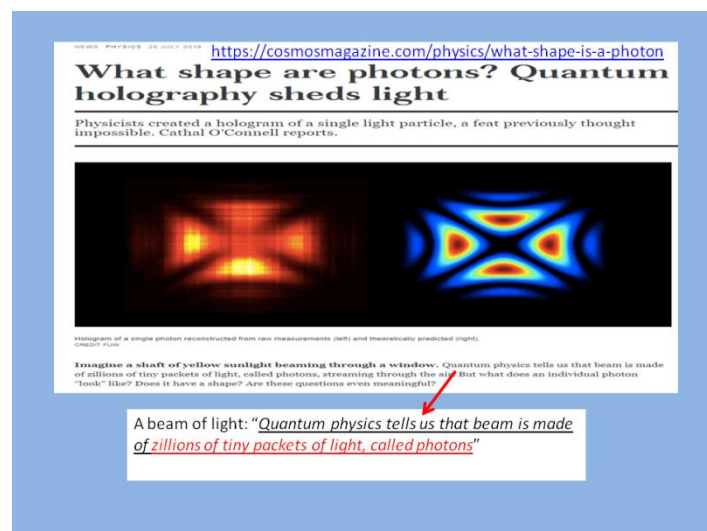 NEWS PHYSICS 20 JULY 2016
https://cosmosmagazine.com/physics/what-shape-is-a-photon
What shape are photons? Quantum
holography sheds light
Physicists created a hologram of a single light particle, a feat previously thought
impossible. Cathal O'Connell reports.
Hologram of a single photon reconstructed from raw measurements (left) and theoretically predicted (right).
CREDIT: FUW
Imagine a shaft of yellow sunlight beaming through a window. Quantum physics tells us that beam is made
of zillions of tiny packets of light, called photons, streaming through the air. But what does an individual photon
"look" like? Does it have a shape? Are these questions even meaningful?
A beam of light: “Quantum physics tells us that beam is made
of zillions of tiny packets of light, called photons”